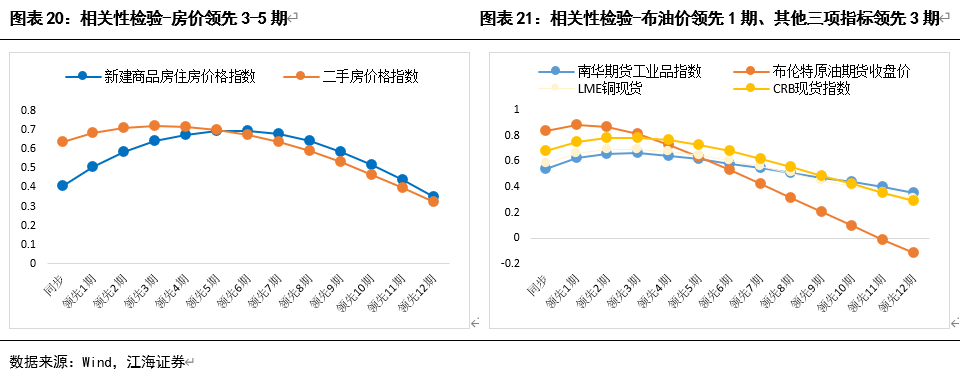 图表 20：相关性检验-房价领先 3-5 期
新建商品房住房价格指数 二手房价格指数
0.8
0.7
0.6
0.5
0.4
0.3
0.2
0.1
0
同步 领先1期 领先2期 领先3期 领先4期 领先5期 领先6期 领先7期 领先8期 领先9期 领先10期 领先11期 领先12期
图表 21：相关性检验-布油价领先 1 期、其他三项指标领先 3 期
南华期货工业品指数 布伦特原油期货收盘价
LME铜现货 CRB现货指数
1
0.8
0.6
0.4
0.2
0
-0.2
同步 领先1期 领先2期 领先3期 领先4期 领先5期 领先6期 领先7期 领先8期 领先9期 领先10期 领先11期 领先12期
数据来源：Wind，江海证券